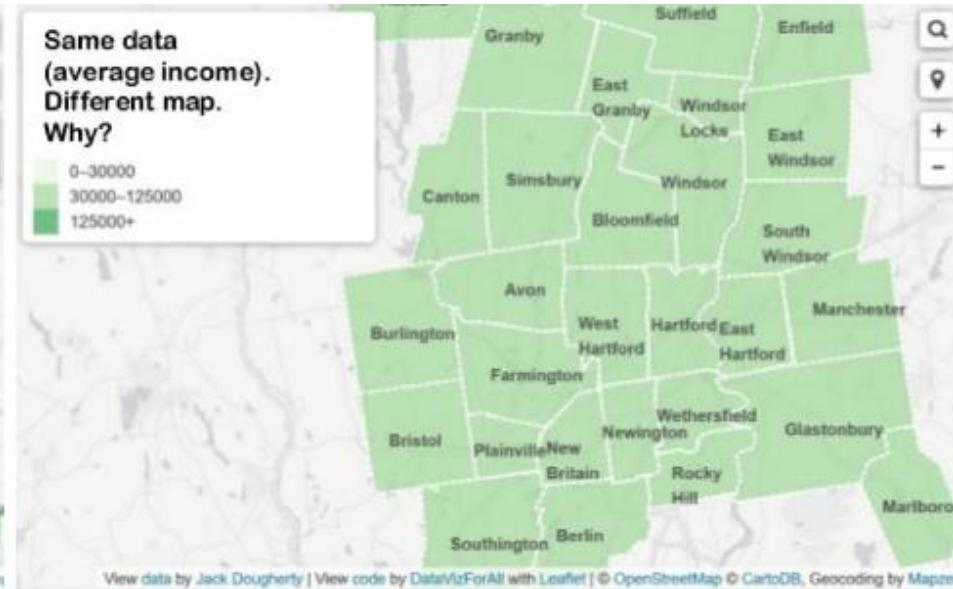 Same data
(average income).
Different map.
Why?
0–30000
30000–125000
125000+
Suffield
Granby
Enfield
East
Granby
Windsor
Locks
East
Windsor
Canton
Simsbury
Windsor
Bloomfield
South
Windsor
Avon
Burlington
West
Hartford
Hartford
East
Hartford
Manchester
Farmington
Bristol
Plainville
New
Britain
Newington
Wethersfield
Glastonbury
Rocky
Hill
Marlboro
Southington
Berlin
+
−
View data by Jack Dougherty | View code by DataVizForAll with Leaflet | © OpenStreetMap © CartoDB, Geocoding by Mapze